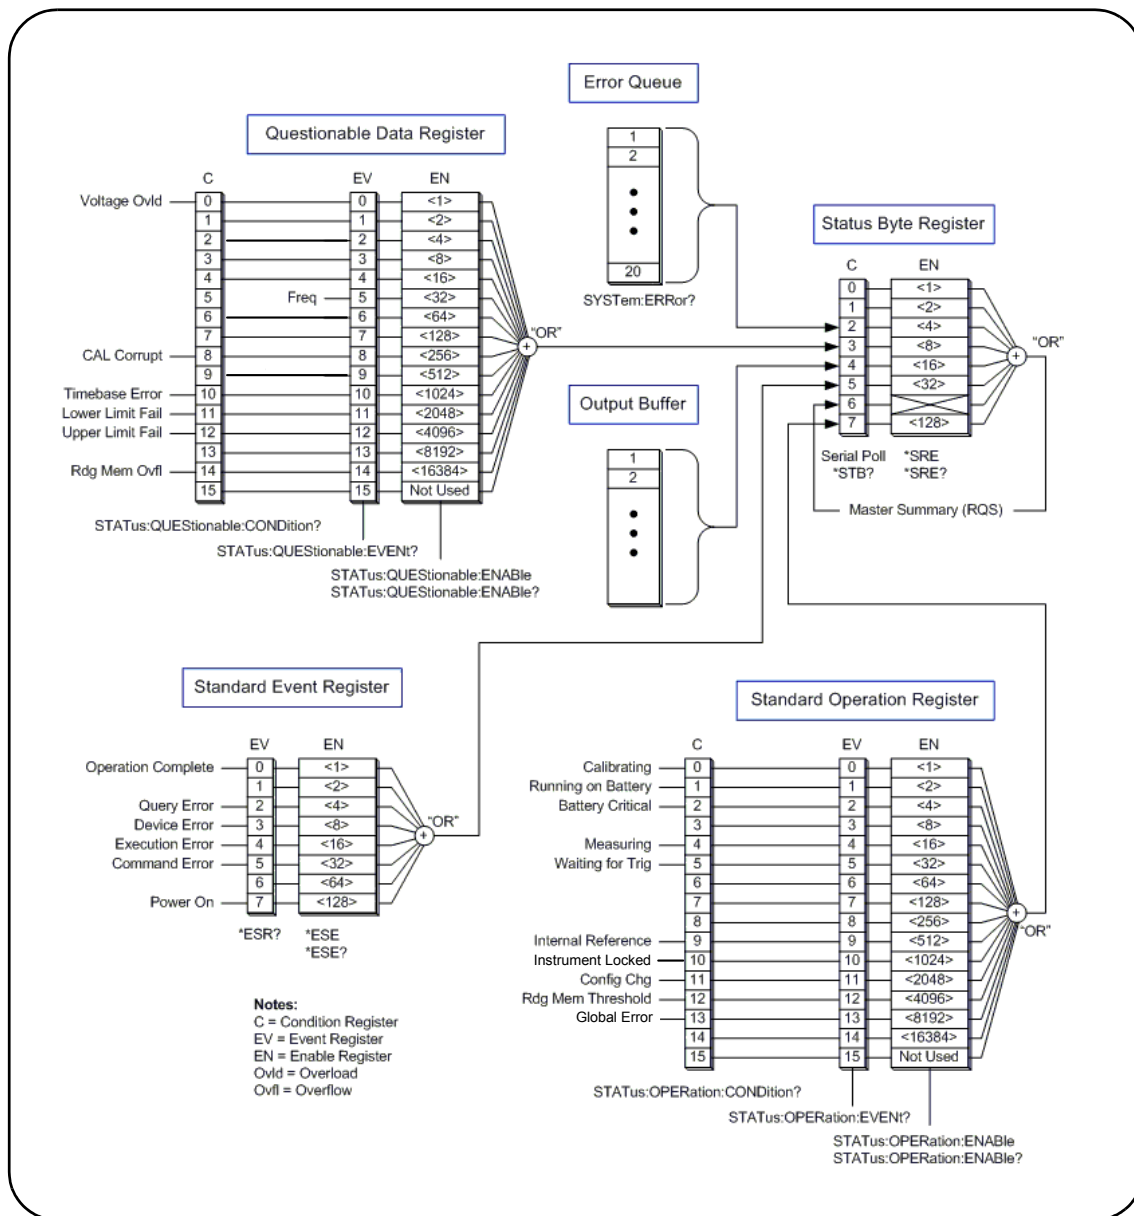 Error Queue
1
2
20
SYSTem:ERRor?
Questionable Data Register
C EV EN
Voltage Ovld 0 0 <1>
1 1 <2>
2 2 <4>
3 3 <8>
4 4 <16>
5 Freq 5 <32>
6 6 <64>
7 7 <128>
CAL Corrupt 8 8 <256>
9 9 <512>
Timebase Error 10 10 <1024>
Lower Limit Fail 11 11 <2048>
Upper Limit Fail 12 12 <4096>
13 13 <8192>
Rdg Mem Ovfl 14 14 <16384>
15 15 Not Used
"OR"
STATus:QUEStionable:CONDition?
STATus:QUEStionable:EVENt?
STATus:QUEStionable:ENABle
STATus:QUEStionable:ENABle?
Output Buffer
1
2
Status Byte Register
C EN
0 <1>
1 <2>
2 <4>
3 <8>
4 <16>
5 <32>
6
7 <128>
"OR"
Serial Poll *SRE
*STB? *SRE?
Master Summary (RQS)
Standard Event Register
EV EN
Operation Complete 0 <1>
1 <2>
Query Error 2 <4>
Device Error 3 <8>
Execution Error 4 <16>
Command Error 5 <32>
6 <64>
Power On 7 <128>
"OR"
*ESR? *ESE
*ESE?
Standard Operation Register
C EV EN
Calibrating 0 0 <1>
Running on Battery 1 1 <2>
Battery Critical 2 2 <4>
3 3 <8>
Measuring 4 4 <16>
Waiting for Trig 5 5 <32>
6 6 <64>
7 7 <128>
8 8 <256>
Internal Reference 9 9 <512>
Instrument Locked 10 10 <1024>
Config Chg 11 11 <2048>
Rdg Mem Threshold 12 12 <4096>
Global Error 13 13 <8192>
14 14 <16384>
15 15 Not Used
"OR"
STATus:OPERation:CONDition?
STATus:OPERation:EVENt?
STATus:OPERation:ENABle
STATus:OPERation:ENABle?
Notes:
C = Condition Register
EV = Event Register
EN = Enable Register
Ovld = Overload
Ovfl = Overflow